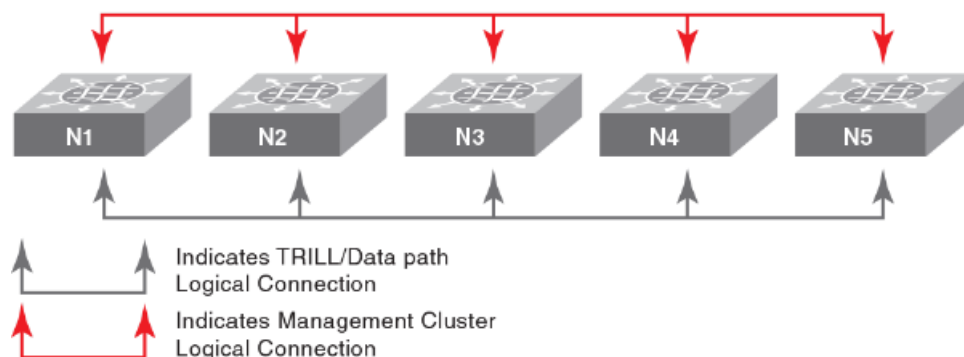 N1 N2 N3 N4 N5
Indicates TRILL/Data path
Logical Connection
Indicates Management Cluster
Logical Connection